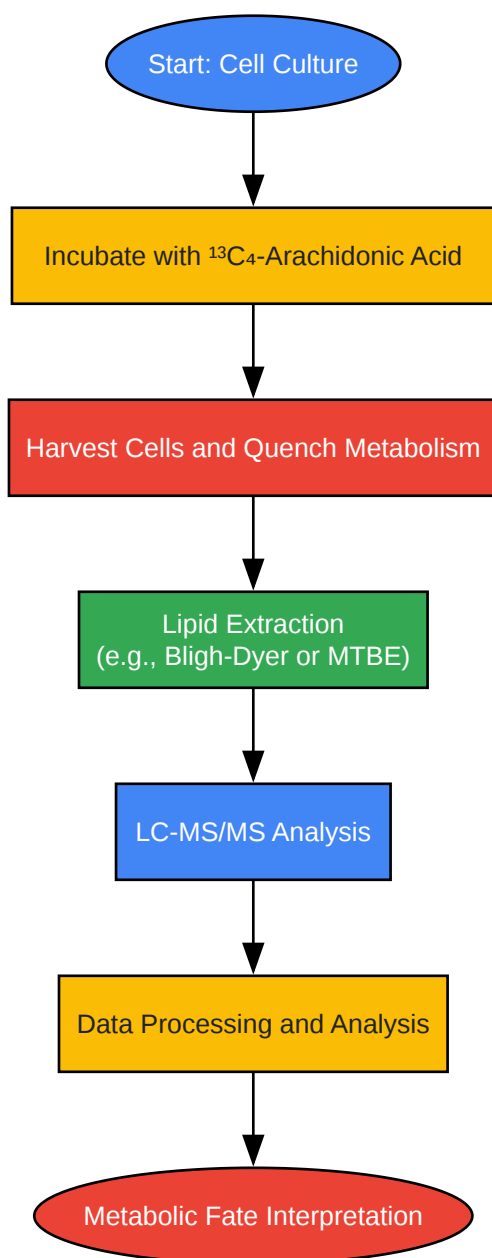 Start: Cell Culture
Incubate with ¹³C₄-Arachidonic Acid
Harvest Cells and Quench Metabolism
Lipid Extraction
(e.g., Bligh-Dyer or MTBE)
LC-MS/MS Analysis
Data Processing and Analysis
Metabolic Fate Interpretation